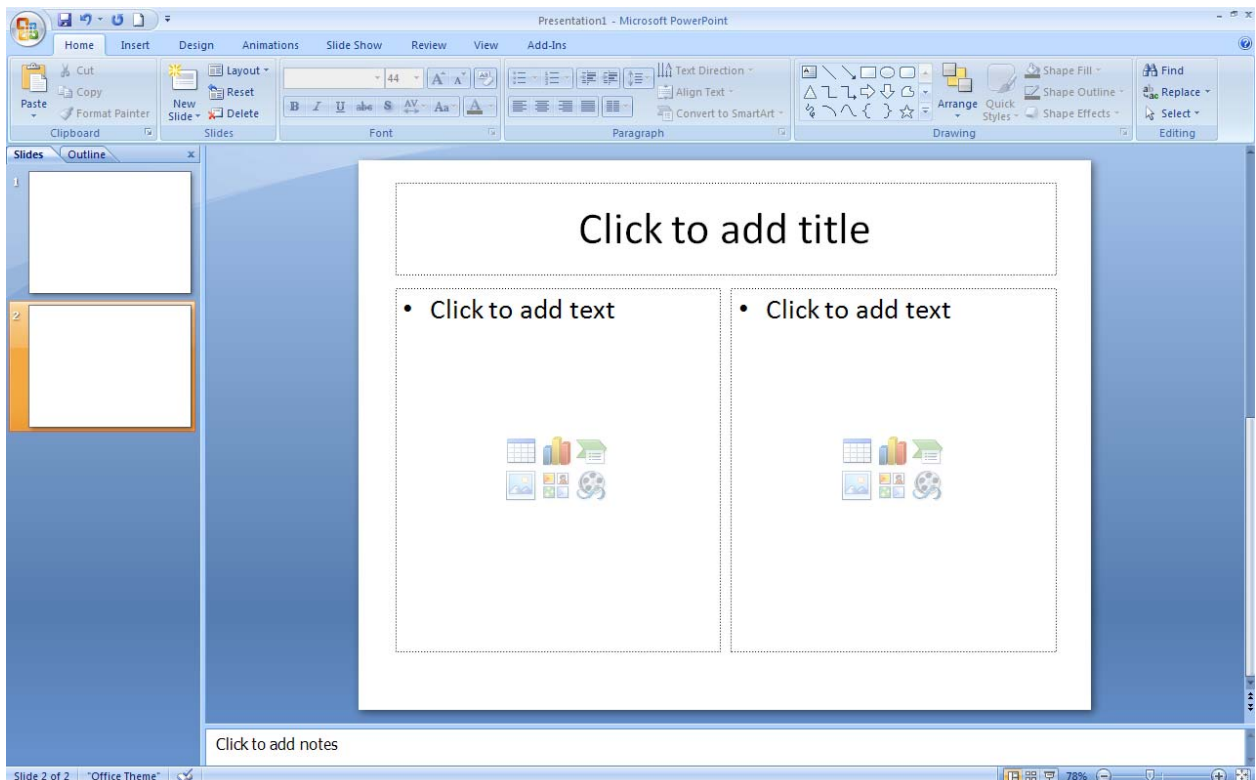 Presentation1 - Microsoft PowerPoint
Home Insert Design Animations Slide Show Review View Add-Ins
Paste
Cut
Copy
Format Painter
Clipboard
New Slide
Layout
Reset
Delete
Slides
44
B I U abe S AV Aa A
Font
Text Direction
Align Text
Convert to SmartArt
Paragraph
Arrange
Quick Styles
Shape Fill
Shape Outline
Shape Effects
Drawing
Find
Replace
Select
Editing
Slides Outline x
1
2
Click to add title
• Click to add text
• Click to add text
Click to add notes
Slide 2 of 2 "Office Theme" 78%